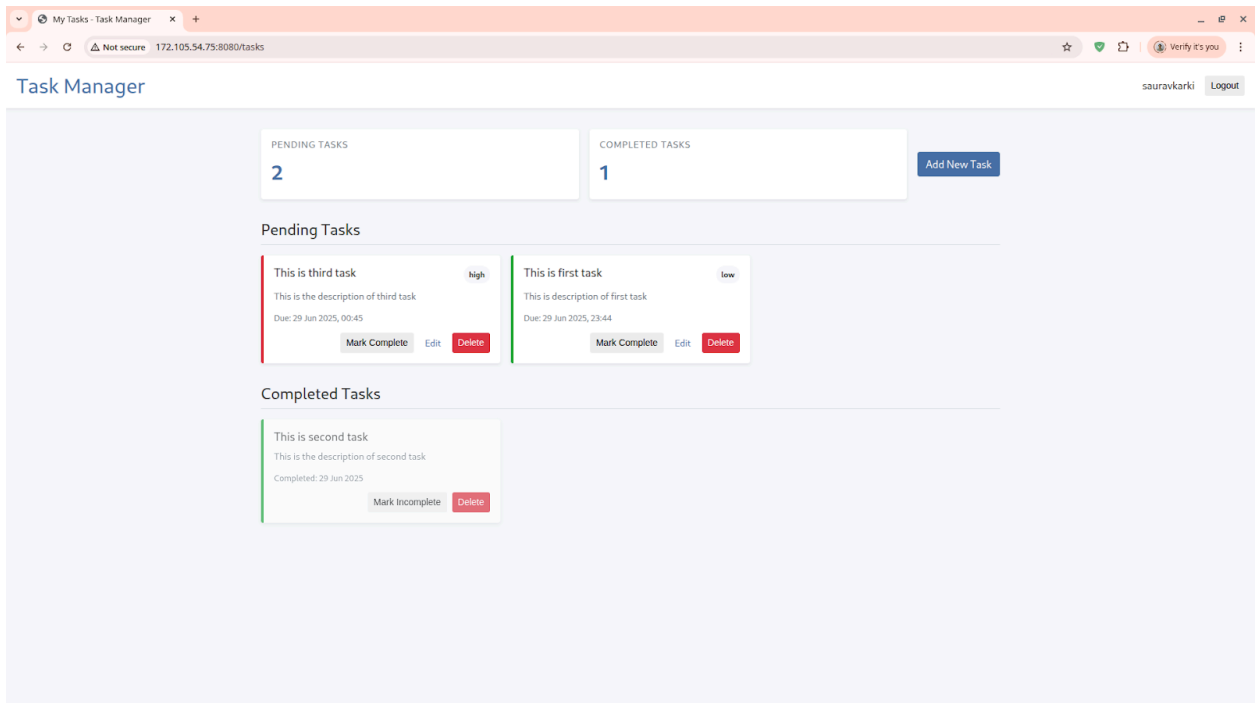 My Tasks - Task Manager
Not secure 172.105.54.75:8080/tasks
Verify it's you
Task Manager
sauravkarki Logout
PENDING TASKS
2
COMPLETED TASKS
1
Add New Task
Pending Tasks
This is third task high
This is the description of third task
Due: 29 Jun 2025, 00:45
Mark Complete Edit Delete
This is first task low
This is description of first task
Due: 29 Jun 2025, 23:44
Mark Complete Edit Delete
Completed Tasks
This is second task
This is the description of second task
Completed: 29 Jun 2025
Mark Incomplete Delete